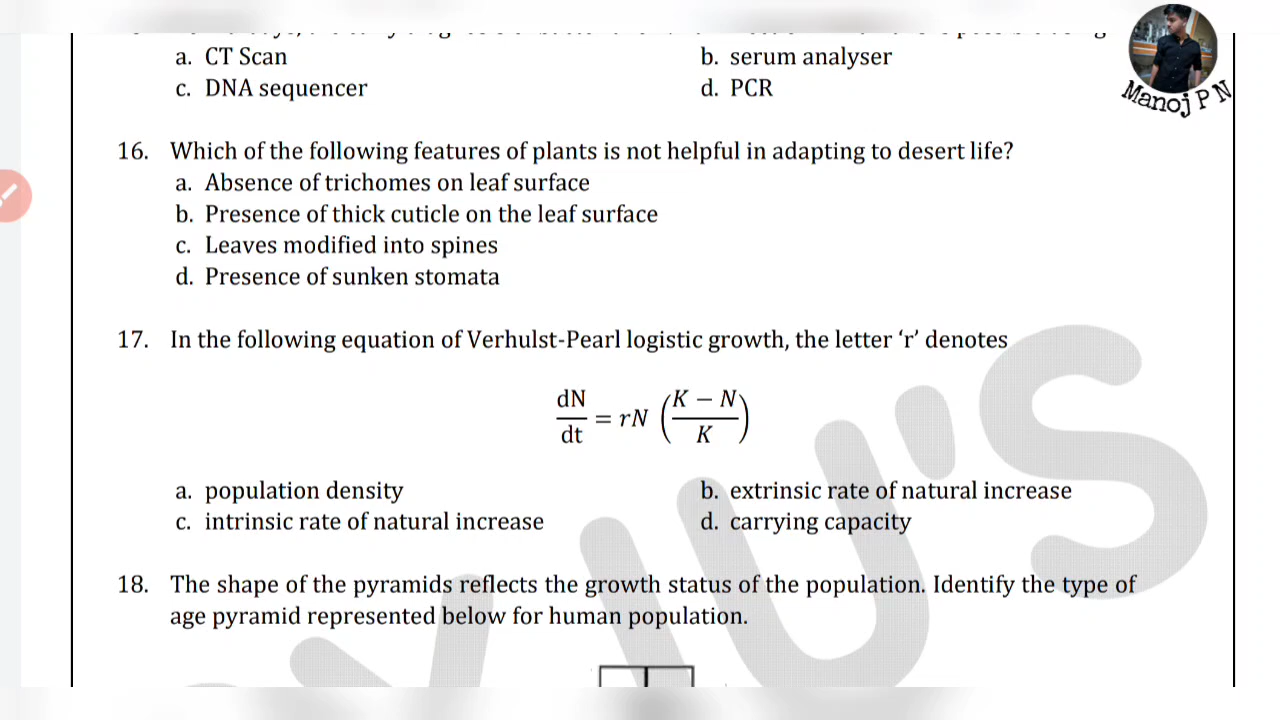 a. CT Scan b. serum analyser
c. DNA sequencer d. PCR
Manoj P N
16. Which of the following features of plants is not helpful in adapting to desert life?
a. Absence of trichomes on leaf surface
b. Presence of thick cuticle on the leaf surface
c. Leaves modified into spines
d. Presence of sunken stomata
17. In the following equation of Verhulst-Pearl logistic growth, the letter ‘r’ denotes
dN/dt = rN (K − N/K)
a. population density b. extrinsic rate of natural increase
c. intrinsic rate of natural increase d. carrying capacity
18. The shape of the pyramids reflects the growth status of the population. Identify the type of
age pyramid represented below for human population.